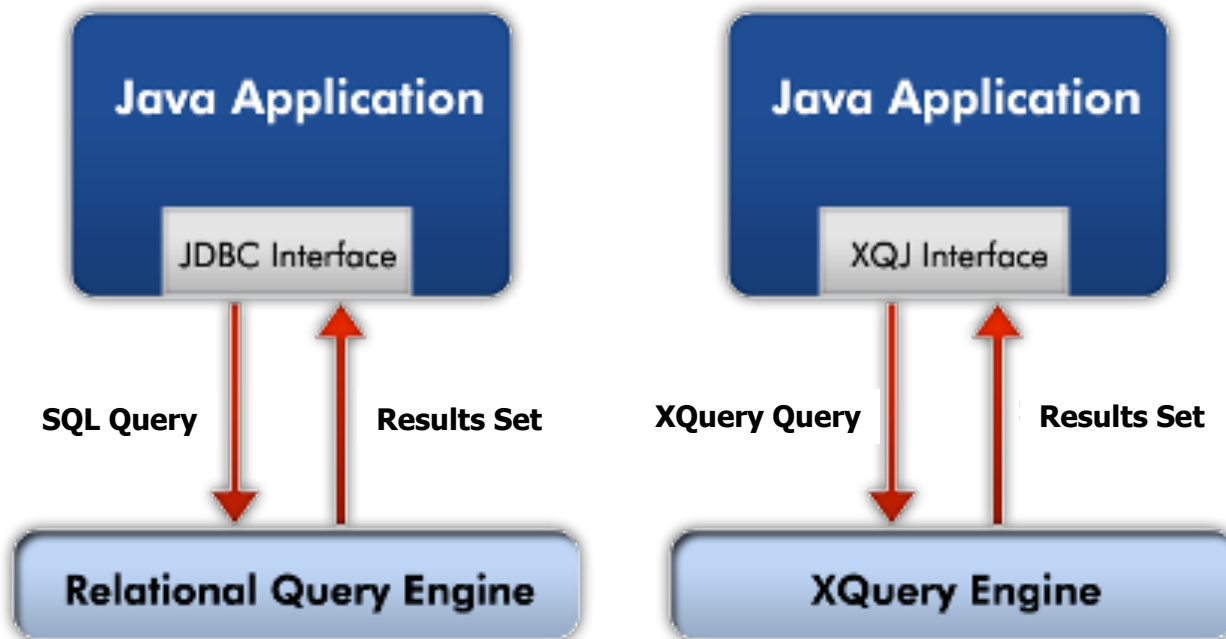 Java Application
JDBC Interface
SQL Query
Results Set
Relational Query Engine
Java Application
XQJ Interface
XQuery Query
Results Set
XQuery Engine